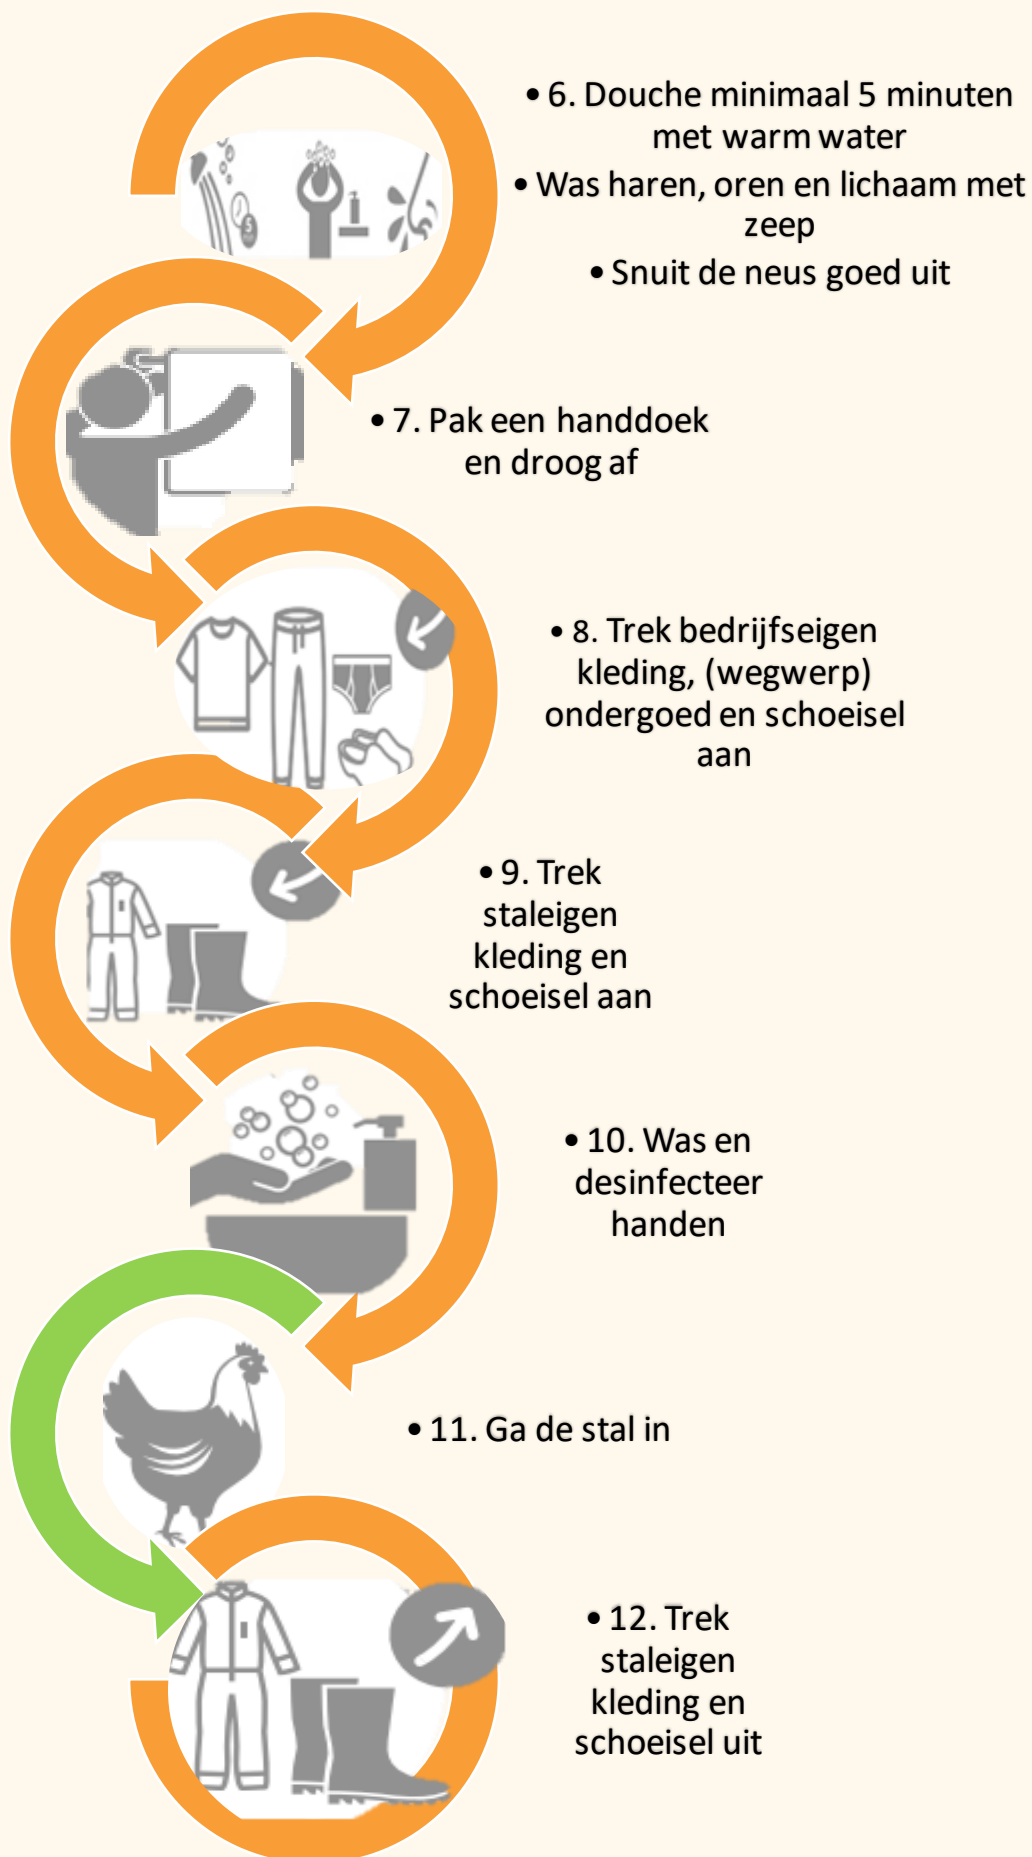 • 6. Douche minimaal 5 minuten
met warm water
• Was haren, oren en lichaam met
zeep
• Snuit de neus goed uit
• 7. Pak een handdoek
en droog af
• 8. Trek bedrijfseigen
kleding, (wegwerp)
ondergoed en schoeisel
aan
• 9. Trek
staleigen
kleding en
schoeisel aan
• 10. Was en
desinfecteer
handen
• 11. Ga de stal in
• 12. Trek
staleigen
kleding en
schoeisel uit